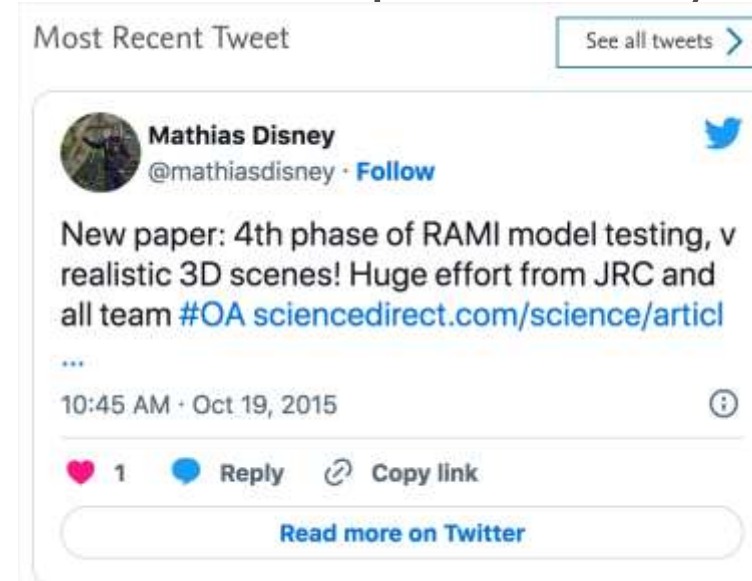 Most Recent Tweet
See all tweets
Mathias Disney
@mathiasdisney · Follow
New paper: 4th phase of RAMI model testing, v
realistic 3D scenes! Huge effort from JRC and
all team #OA sciencedirect.com/science/articl
...
10:45 AM · Oct 19, 2015
1 Reply Copy link
Read more on Twitter